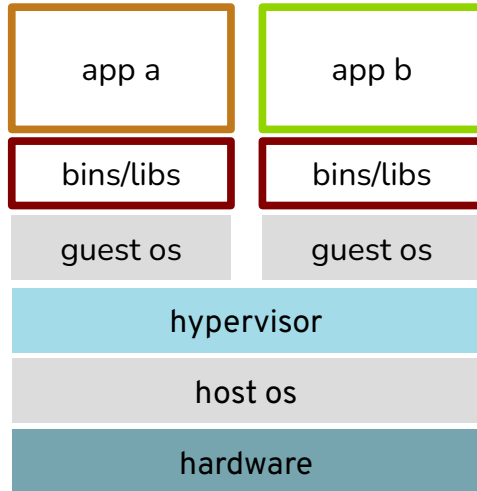 app a
app b
bins/libs
bins/libs
guest os
guest os
hypervisor
host os
hardware